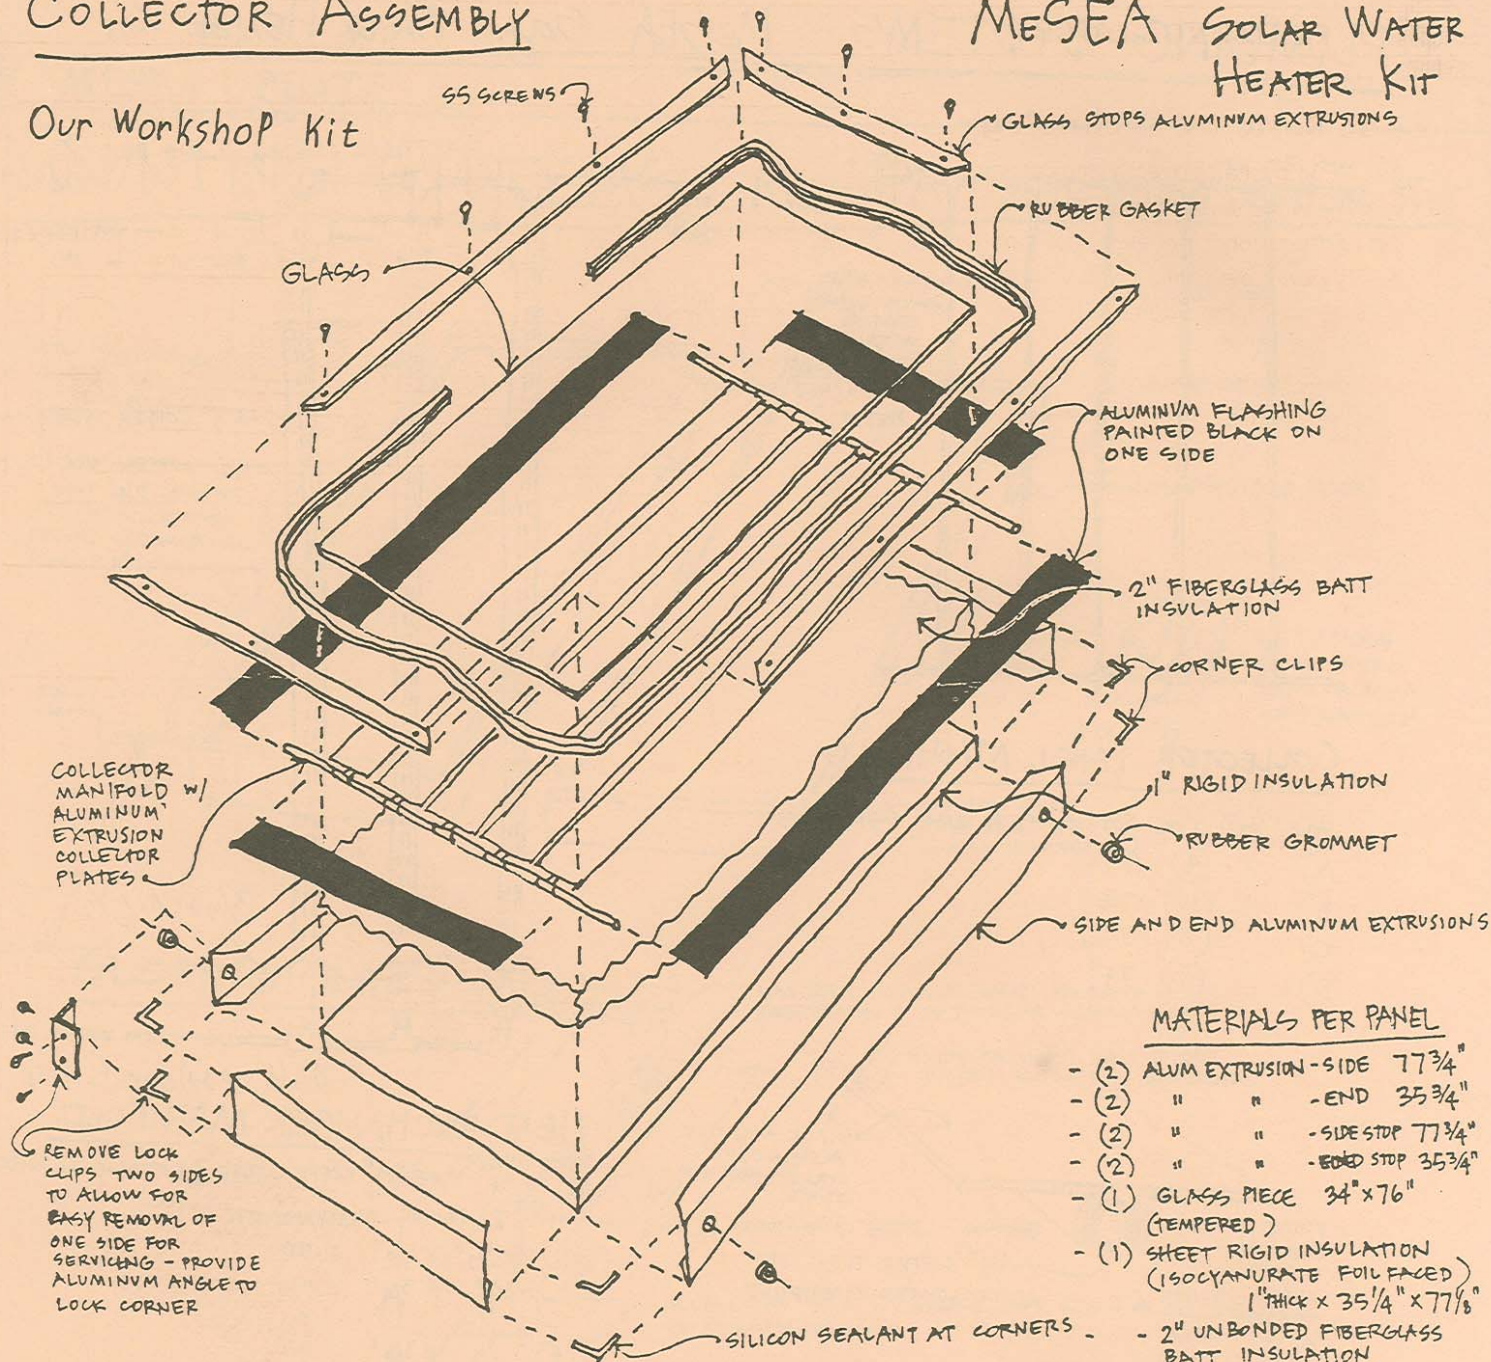 COLLECTOR ASSEMBLY
MESEA SOLAR WATER
HEATER KIT
Our Workshop Kit
SS SCREWS
GLASS STOPS ALUMINUM EXTRUSIONS
RUBBER GASKET
GLASS
ALUMINUM FLASHING
PAINTED BLACK ON
ONE SIDE
2" FIBERGLASS BATT
INSULATION
CORNER CLIPS
COLLECTOR
MANIFOLD W/
ALUMINUM
EXTRUSION
COLLECTOR
PLATES
1" RIGID INSULATION
RUBBER GROMMET
SIDE AND END ALUMINUM EXTRUSIONS
REMOVE LOCK
CLIPS TWO SIDES
TO ALLOW FOR
EASY REMOVAL OF
ONE SIDE FOR
SERVICING - PROVIDE
ALUMINUM ANGLE TO
LOCK CORNER
SILICON SEALANT AT CORNERS
MATERIALS PER PANEL
- (2) ALUM EXTRUSION - SIDE 77 3/4"
- (2) " " - END 35 3/4"
- (2) " " - SIDE STOP 77 3/4"
- (2) " " - END STOP 35 3/4"
- (1) GLASS PIECE 34" x 76"
(TEMPERED)
- (1) SHEET RIGID INSULATION
(ISOCYANURATE FOIL FACED)
1" THICK x 35 1/4" x 77 1/8"
- 2" UNBONDED FIBERGLASS
BATT INSULATION